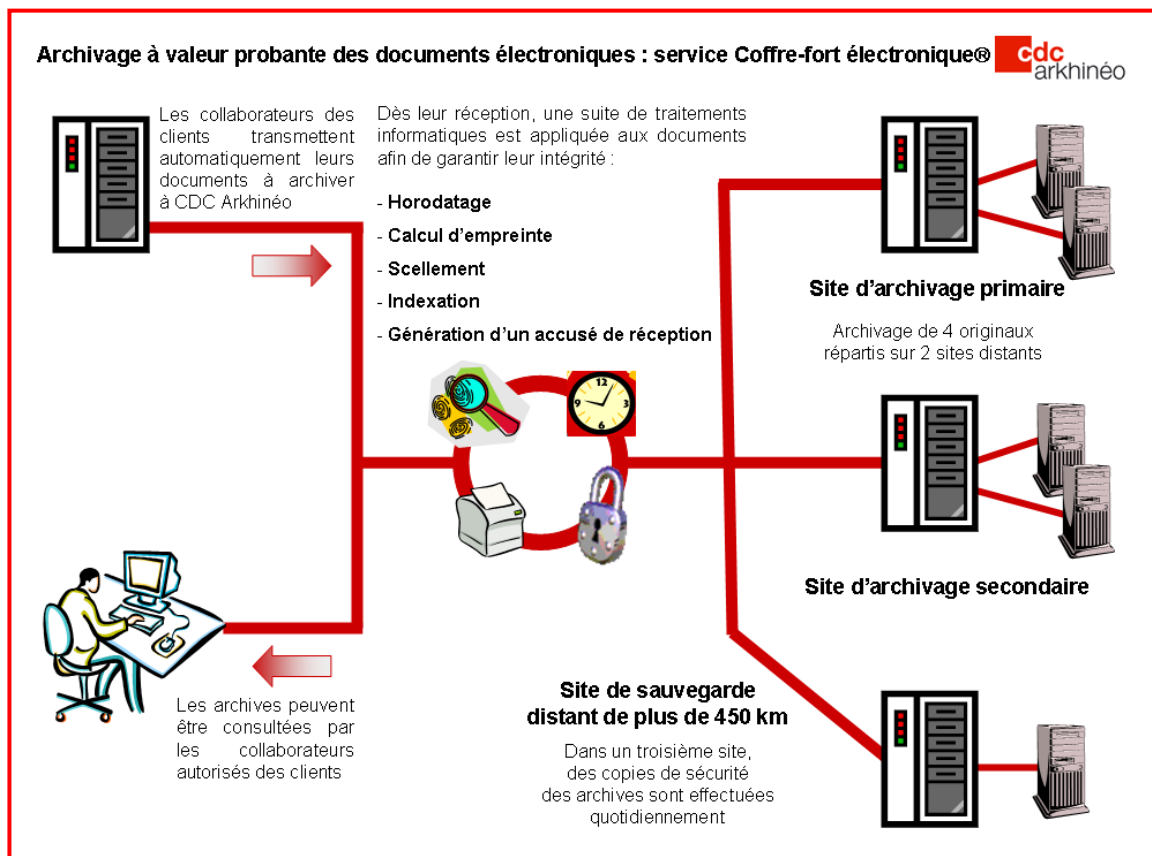 Archivage à valeur probante des documents électroniques : service Coffre-fort électronique®
cdc
arkhinéo
Les collaborateurs des
clients transmettent
automatiquement leurs
documents à archiver
à CDC Arkhinéo
Dès leur réception, une suite de traitements
informatiques est appliquée aux documents
afin de garantir leur intégrité :
- Horodatage
- Calcul d'empreinte
- Scellement
- Indexation
- Génération d'un accusé de réception
12
9
3
6
Site d'archivage primaire
Archivage de 4 originaux
répartis sur 2 sites distants
Site d'archivage secondaire
Les archives peuvent
être consultées par
les collaborateurs
autorisés des clients
Site de sauvegarde
distant de plus de 450 km
Dans un troisième site,
des copies de sécurité
des archives sont effectuées
quotidiennement